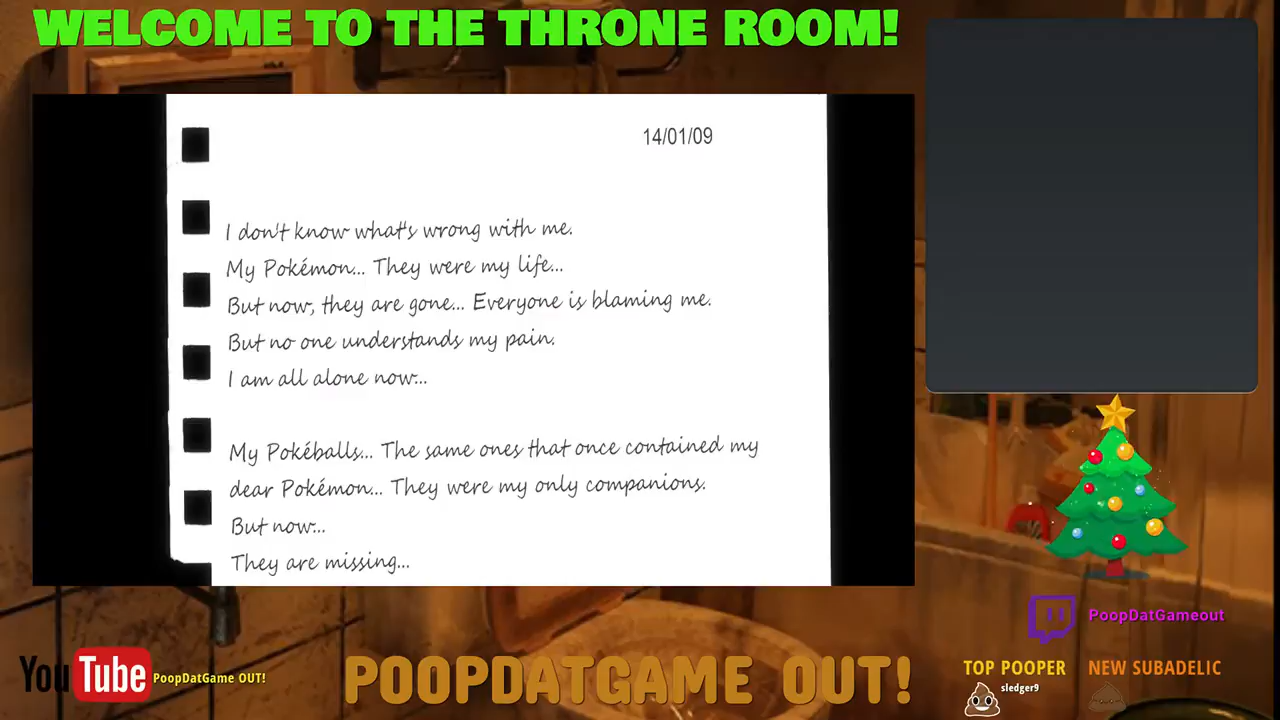 WELCOME TO THE THRONE ROOM!
14/01/09
I don't know what's wrong with me.
My Pokémon... They were my life...
But now, they are gone... Everyone is blaming me.
But no one understands my pain.
I am all alone now...
My Pokéballs... The same ones that once contained my
dear Pokémon... They were my only companions.
But now...
They are missing...
PoopDatGameout
YouTube PoopDatGame OUT!
POOPDATGAME OUT!
TOP POOPER
sledger9
NEW SUBADELIC